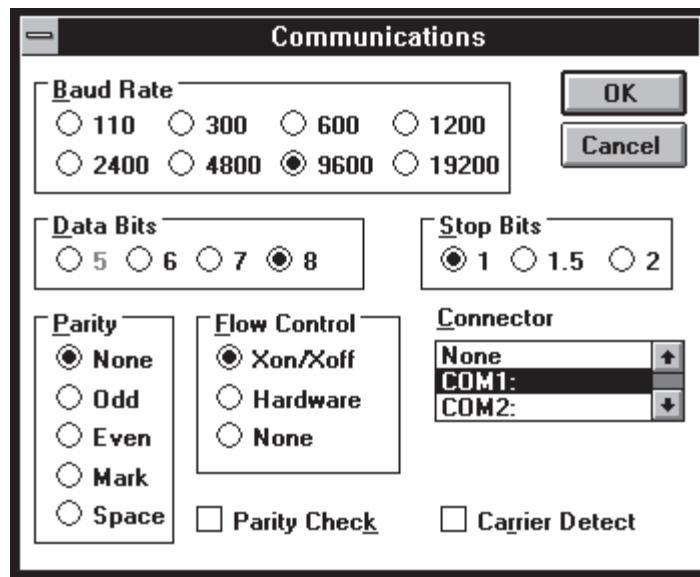 Communications
Baud Rate
110 300 600 1200
2400 4800 9600 19200
OK
Cancel
Data Bits
5 6 7 8
Stop Bits
1 1.5 2
Parity
None
Odd
Even
Mark
Space
Flow Control
Xon/Xoff
Hardware
None
Connector
None
COM1:
COM2:
Parity Check
Carrier Detect